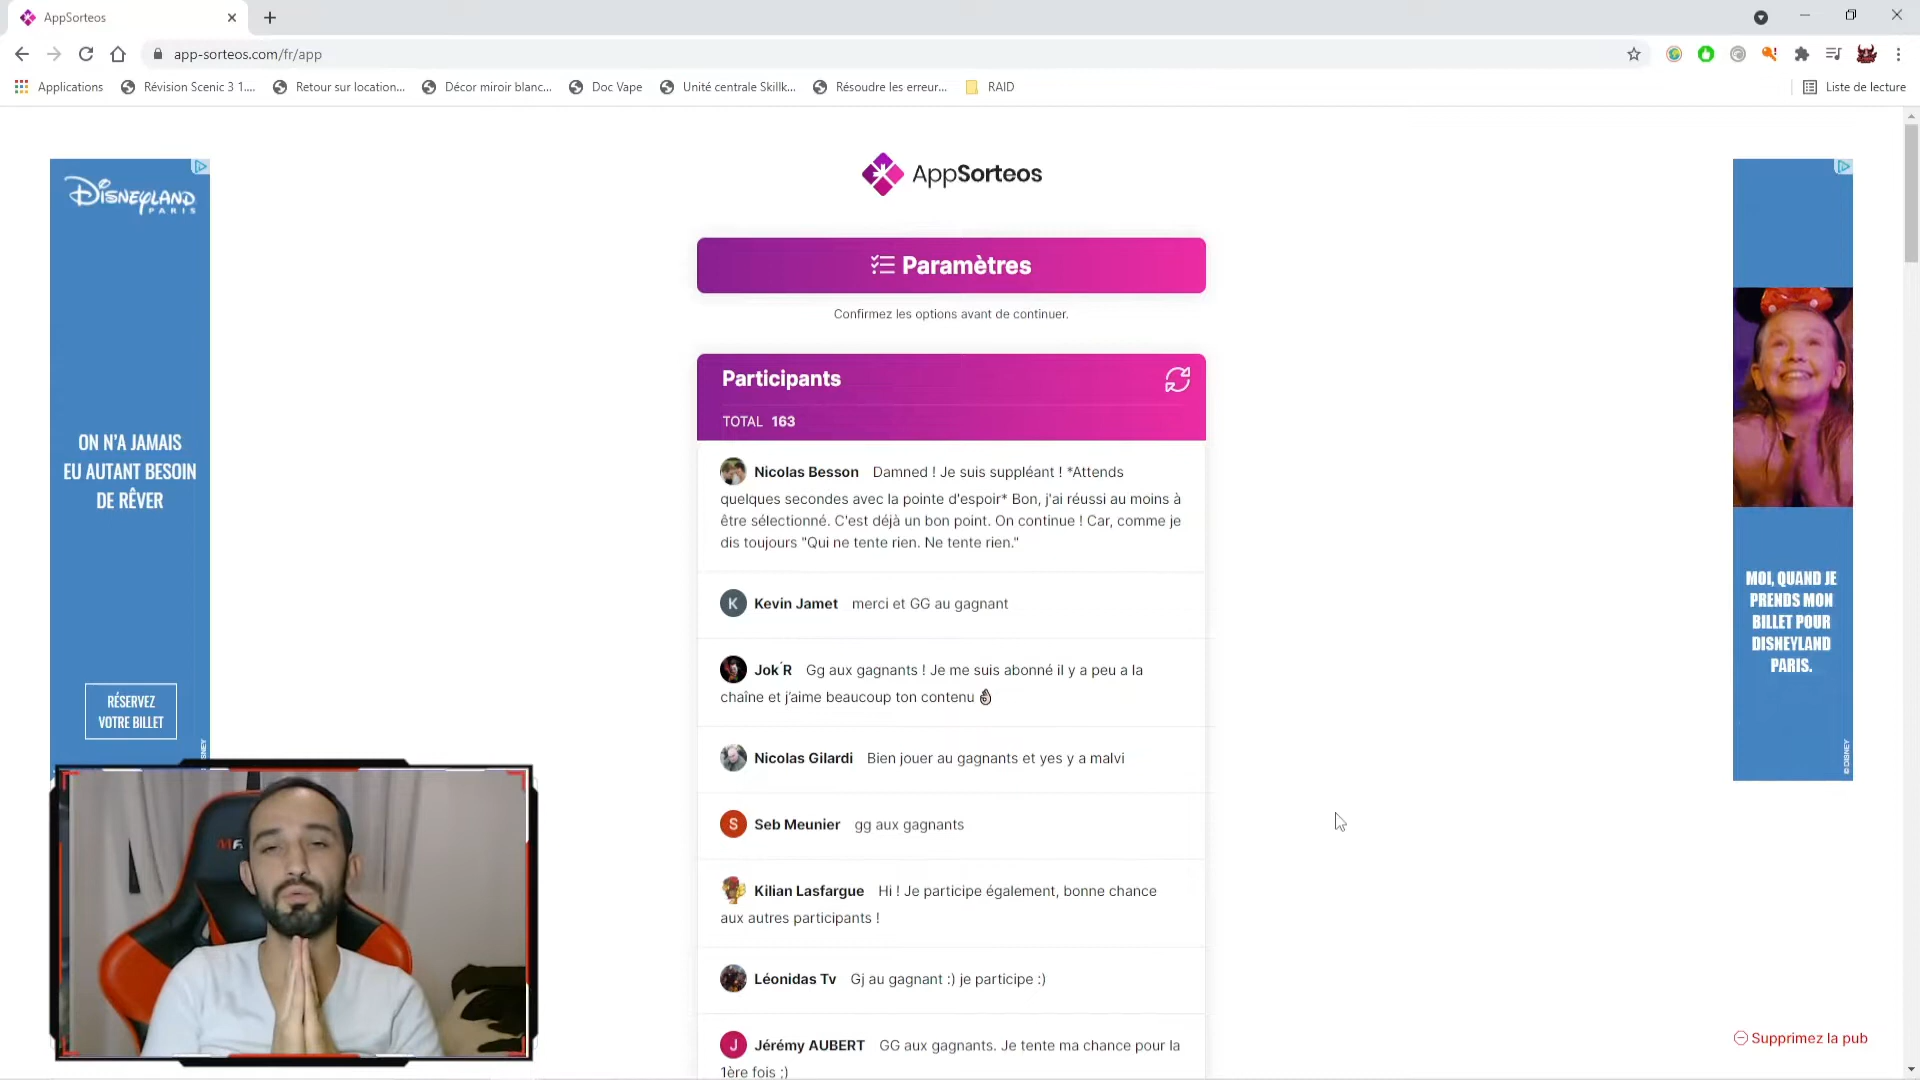 AppSorteos
app-sorteos.com/fr/app
Applications
Révision Scenic 3 1....
Retour sur location...
Décor miroir blanc...
Doc Vape
Unité centrale Skillk...
Résoudre les erreur...
RAID
Liste de lecture
DISNEYLAND
PARIS
ON N'A JAMAIS
EU AUTANT BESOIN
DE RÊVER
RÉSERVEZ
VOTRE BILLET
AppSorteos
Paramètres
Confirmez les options avant de continuer.
Participants
TOTAL 163
Nicolas Besson Damned ! Je suis suppléant ! *Attends
quelques secondes avec la pointe d'espoir* Bon, j'ai réussi au moins à
être sélectionné. C'est déjà un bon point. On continue ! Car, comme je
dis toujours "Qui ne tente rien. Ne tente rien."
K Kevin Jamet merci et GG au gagnant
Jok´R Gg aux gagnants ! Je me suis abonné il y a peu a la
chaîne et j'aime beaucoup ton contenu 👌
Nicolas Gilardi Bien jouer au gagnants et yes y a malvi
S Seb Meunier gg aux gagnants
Kilian Lasfargue Hi ! Je participe également, bonne chance
aux autres participants !
Léonidas Tv Gj au gagnant :) je participe :)
J Jérémy AUBERT GG aux gagnants. Je tente ma chance pour la
1ère fois ;)
MOI, QUAND JE
PRENDS MON
BILLET POUR
DISNEYLAND
PARIS.
© DISNEY
Supprimez la pub